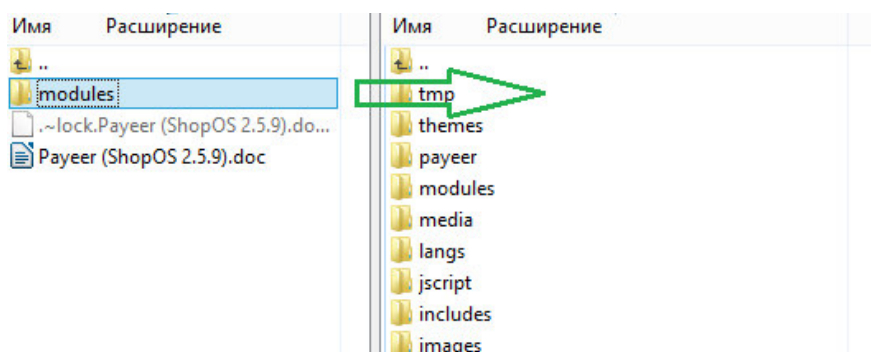 Имя Расширение
..
modules
.~lock.Payeer (ShopOS 2.5.9).do...
Payeer (ShopOS 2.5.9).doc
Имя Расширение
..
tmp
themes
payeer
modules
media
langs
jscript
includes
images